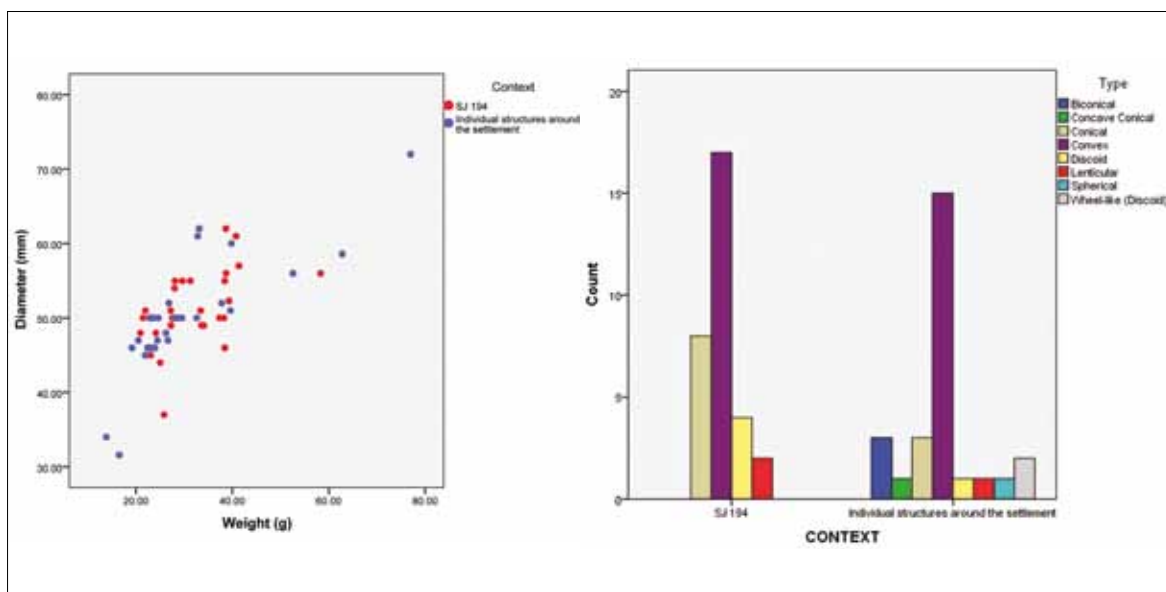 80.00
70.00
60.00
50.00
40.00
30.00
Diameter (mm)
20.00
40.00
60.00
80.00
Weight (g)
Context
SJ 194
Individual structures around
the settlement
20
15
10
5
0
Count
SJ 194
Individual structures around the settlement
CONTEXT
Type
Biconical
Concave Conical
Conical
Convex
Discoid
Lenticular
Spherical
Wheel-like (Discoid)